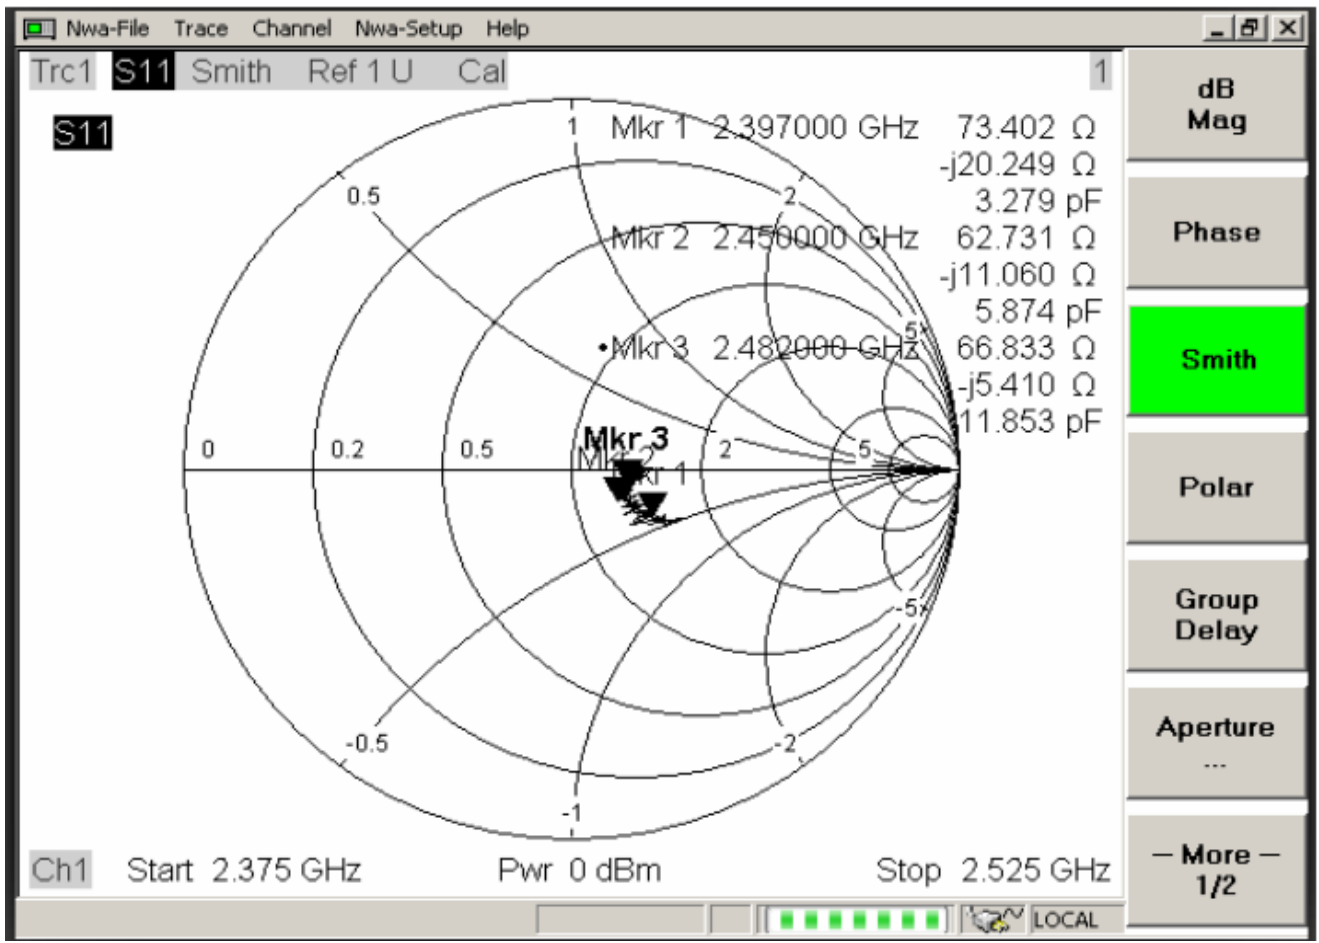 Nwa-File Trace Channel Nwa-Setup Help
Trc1 S11 Smith Ref 1 U Cal 1
S11
Mkr 1 2.397000 GHz 73.402 Ω
-j20.249 Ω
3.279 pF
Mkr 2 2.450000 GHz 62.731 Ω
-j11.060 Ω
5.874 pF
•Mkr 3 2.482000 GHz 66.833 Ω
-j5.410 Ω
11.853 pF
1
0.5
2
5
Mkr 3
Mkr 2
Mkr 1
0 0.2 0.5 2 5
-5
-0.5
-2
-1
Ch1 Start 2.375 GHz Pwr 0 dBm Stop 2.525 GHz
LOCAL
dB
Mag
Phase
Smith
Polar
Group
Delay
Aperture
...
— More —
1/2